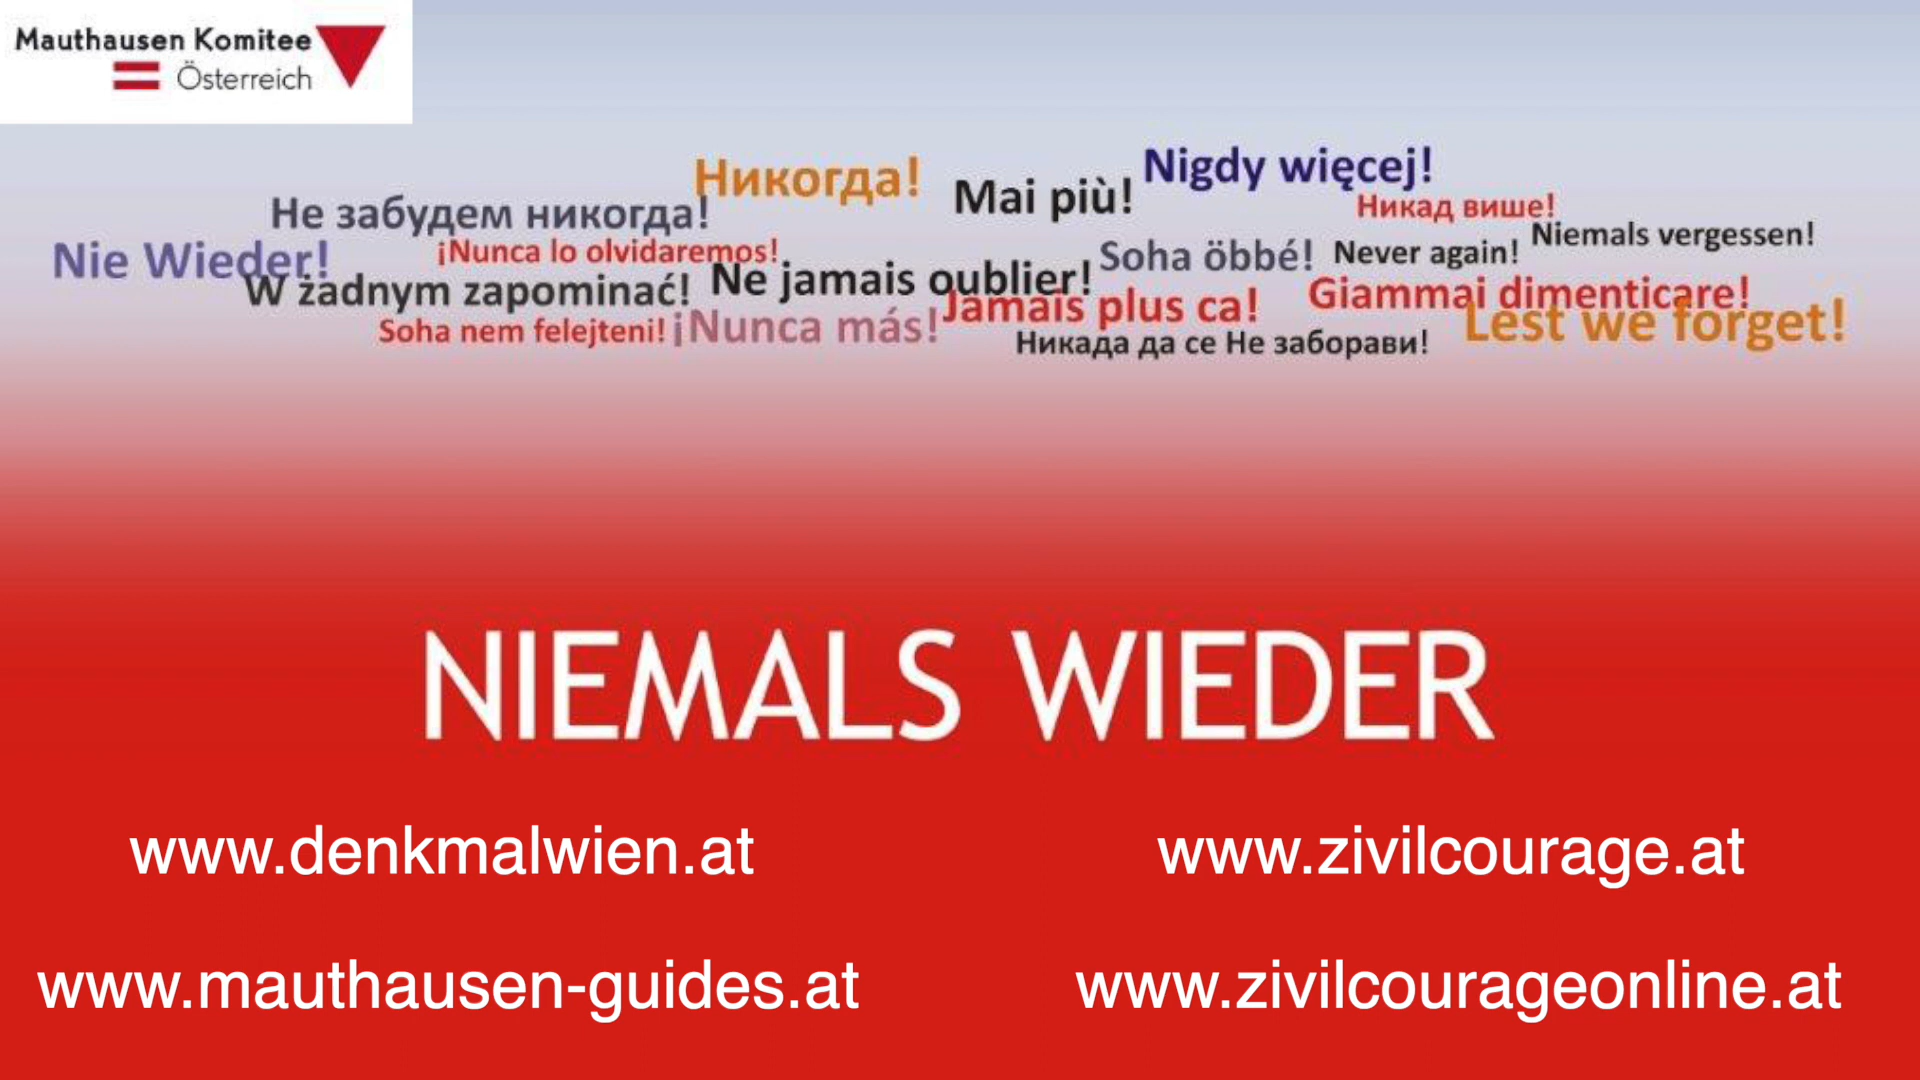 Mauthausen Komitee
Österreich
Nigdy więcej!
Никогда!
Mai più!
Не забудем никогда!
Никад више!
Niemals vergessen!
Nie Wieder!
¡Nunca lo olvidaremos!
Soha öbbé!
Never again!
W żadnym zapominać!
Ne jamais oublier!
Jamais plus ca!
Giammai dimenticare!
Lest we forget!
Soha nem felejteni!
¡Nunca más!
Никада да се Не заборави!
NIEMALS WIEDER
www.denkmalwien.at
www.zivilcourage.at
www.mauthausen-guides.at
www.zivilcourageonline.at